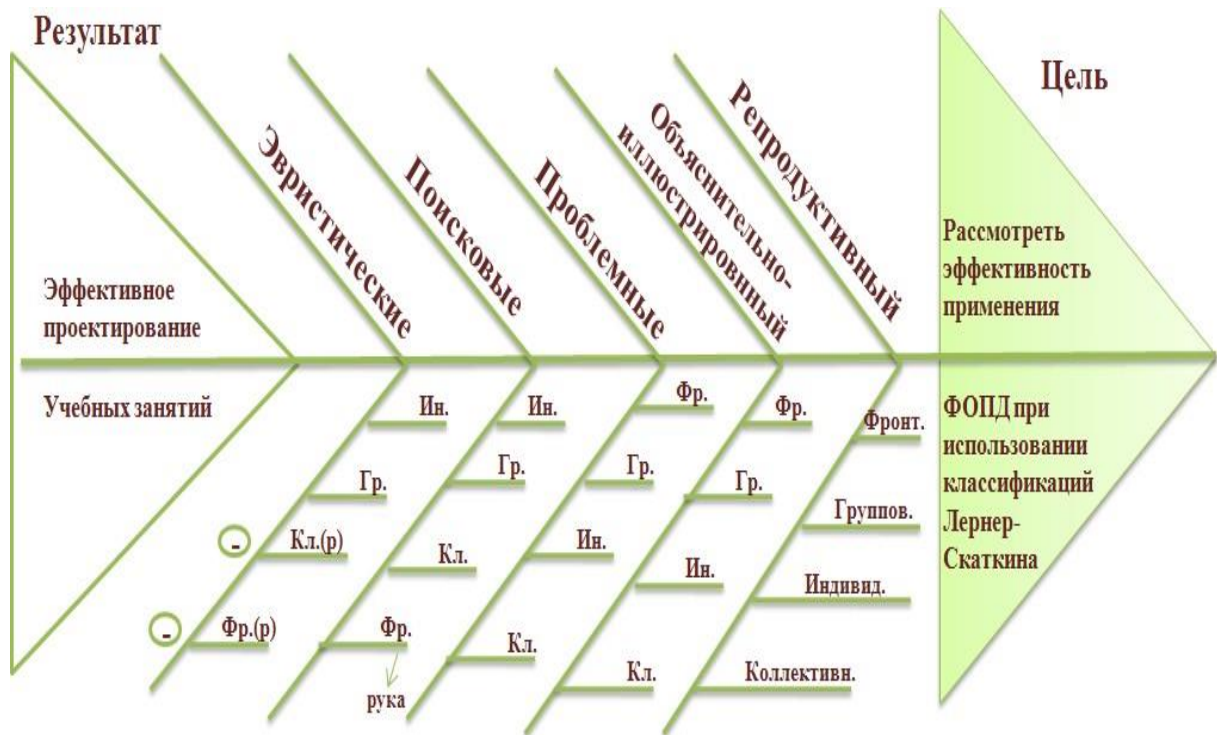 Результат
Цель
Эвристические
Поисковые
Проблемные
Объяснительно-
иллюстрировнный
Репродуктивный
Эффективное
проектирование
Учебных занятий
Рассмотреть
эффективность
применения
ФОПД при
использовании
классификаций
Лернер-
Скаткина
Ин.
Гр.
- Кл.(р)
- Фр.(р)
Ин.
Гр.
Кл.
Фр.
рука
Фр.
Гр.
Ин.
Кл.
Фр.
Гр.
Ин.
Кл.
Фронт.
Группов.
Индивид.
Коллективн.